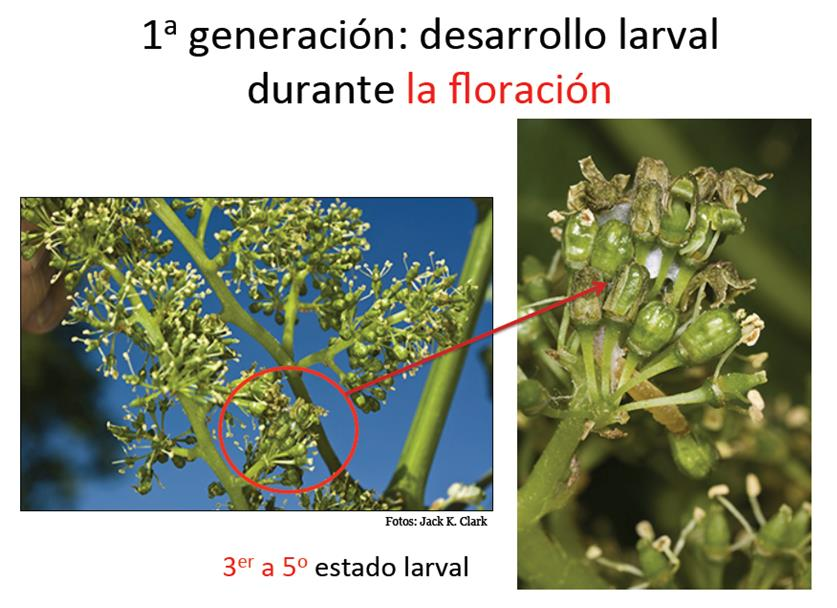 1ª generación: desarrollo larval
durante la floración
Fotos: Jack K. Clark
3er a 5º estado larval